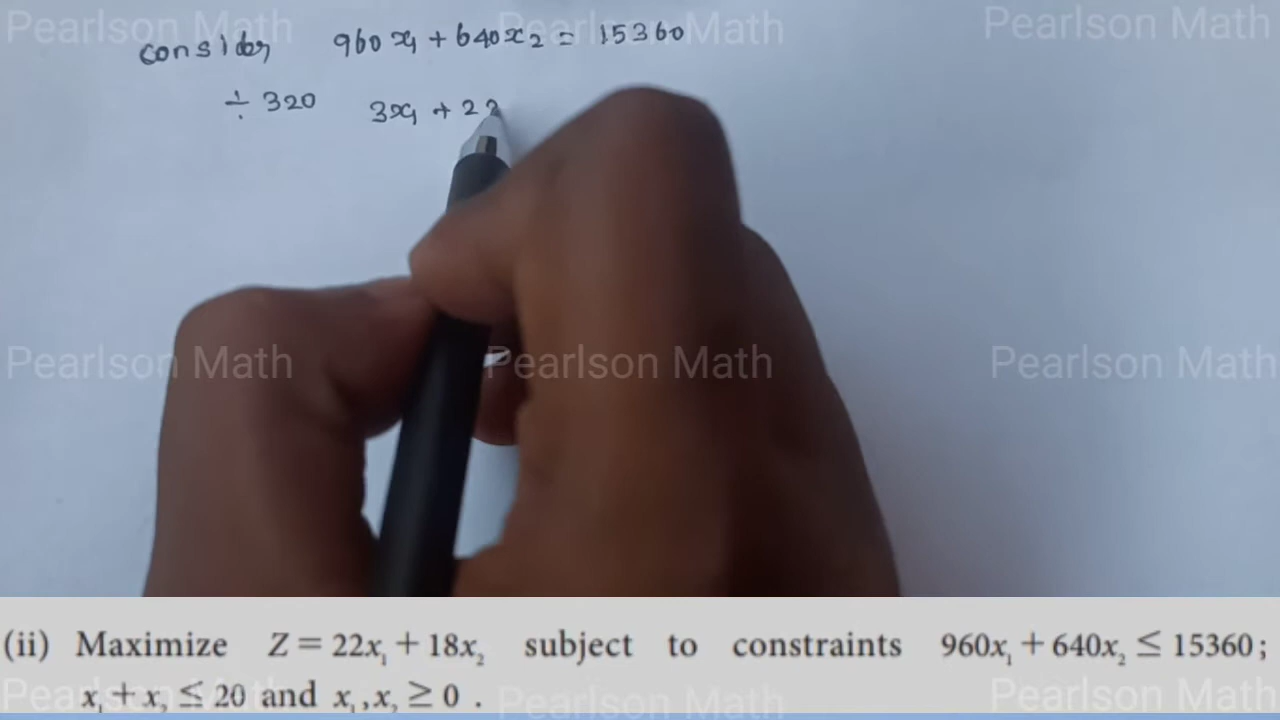 Pearlson Math Pearlson Math Pearlson Math
consider 960x₁ + 640x₂ = 15360
÷ 320 3x₁ + 2
Pearlson Math Pearlson Math Pearlson Math
(ii) Maximize Z = 22x₁ + 18x₂ subject to constraints 960x₁ + 640x₂ ≤ 15360;
x₁ + x₂ ≤ 20 and x₁, x₂ ≥ 0 .
Pearlson Math Pearlson Math Pearlson Math